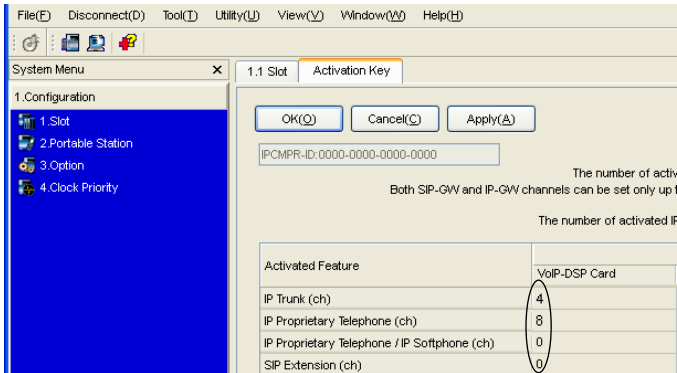 File(F) Disconnect(D) Tool(T) Utility(U) View(V) Window(W) Help(H)
System Menu x
1.1 Slot Activation Key
1.Configuration
1.Slot
2.Portable Station
3.Option
4.Clock Priority
OK(O) Cancel(C) Apply(A)
IPCMPR-ID:0000-0000-0000-0000
The number of activ
Both SIP-GW and IP-GW channels can be set only up
The number of activated
Activated Feature
VoIP-DSP Card
IP Trunk (ch) 4
IP Proprietary Telephone (ch) 8
IP Proprietary Telephone / IP Softphone (ch) 0
SIP Extension (ch) 0